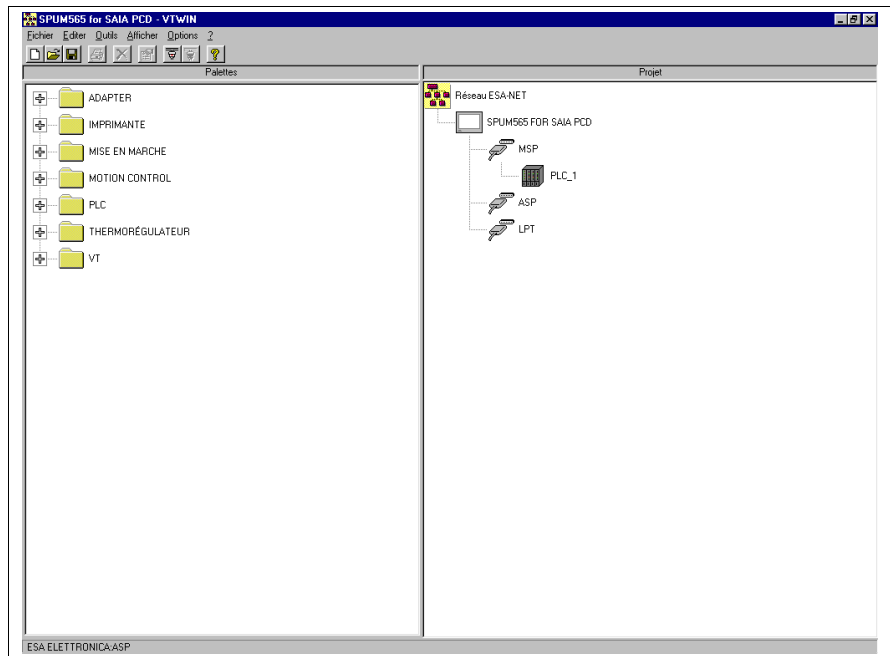 SPUM565 for SAIA PCD - VTWIN
Fichier Editer Outils Afficher Options ?
Palettes
Projet
ADAPTER
IMPRIMANTE
MISE EN MARCHE
MOTION CONTROL
PLC
THERMORÉGULATEUR
VT
Réseau ESA-NET
SPUM565 FOR SAIA PCD
MSP
PLC_1
ASP
LPT
ESA ELETTRONICA:ASP